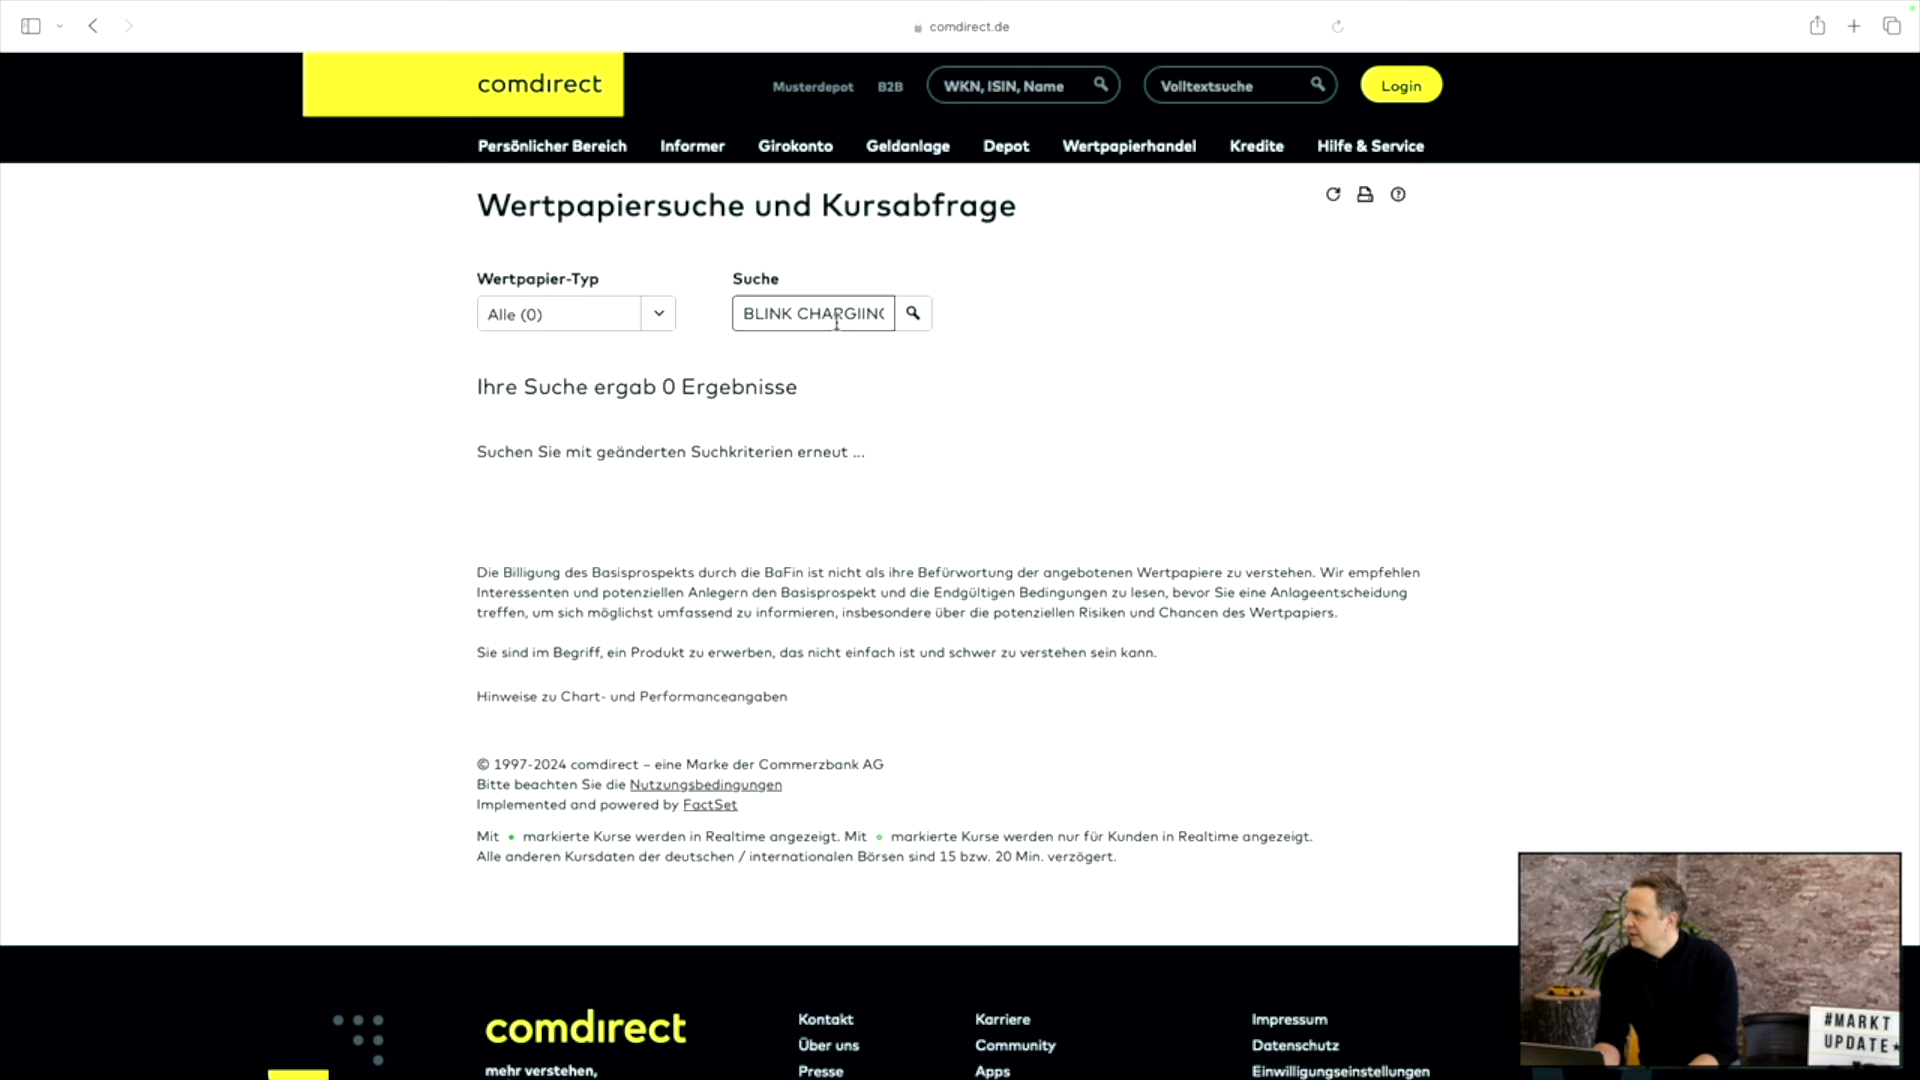 comdirect.de
comdirect
Musterdepot B2B WKN, ISIN, Name Volltextsuche Login
Persönlicher Bereich Informer Girokonto Geldanlage Depot Wertpapierhandel Kredite Hilfe & Service
Wertpapiersuche und Kursabfrage
Wertpapier-Typ Suche
Alle (0) BLINK CHARGIING
Ihre Suche ergab 0 Ergebnisse
Suchen Sie mit geänderten Suchkriterien erneut ...
Die Billigung des Basisprospekts durch die BaFin ist nicht als ihre Befürwortung der angebotenen Wertpapiere zu verstehen. Wir empfehlen
Interessenten und potenziellen Anlegern den Basisprospekt und die Endgültigen Bedingungen zu lesen, bevor Sie eine Anlageentscheidung
treffen, um sich möglichst umfassend zu informieren, insbesondere über die potenziellen Risiken und Chancen des Wertpapiers.
Sie sind im Begriff, ein Produkt zu erwerben, das nicht einfach ist und schwer zu verstehen sein kann.
Hinweise zu Chart- und Performanceangaben
© 1997-2024 comdirect – eine Marke der Commerzbank AG
Bitte beachten Sie die Nutzungsbedingungen
Implemented and powered by FactSet
Mit • markierte Kurse werden in Realtime angezeigt. Mit ∘ markierte Kurse werden nur für Kunden in Realtime angezeigt.
Alle anderen Kursdaten der deutschen / internationalen Börsen sind 15 bzw. 20 Min. verzögert.
comdirect
mehr verstehen,
Kontakt Karriere Impressum
Über uns Community Datenschutz
Presse Apps Einwilligungseinstellungen
#MARKT
UPDATE★